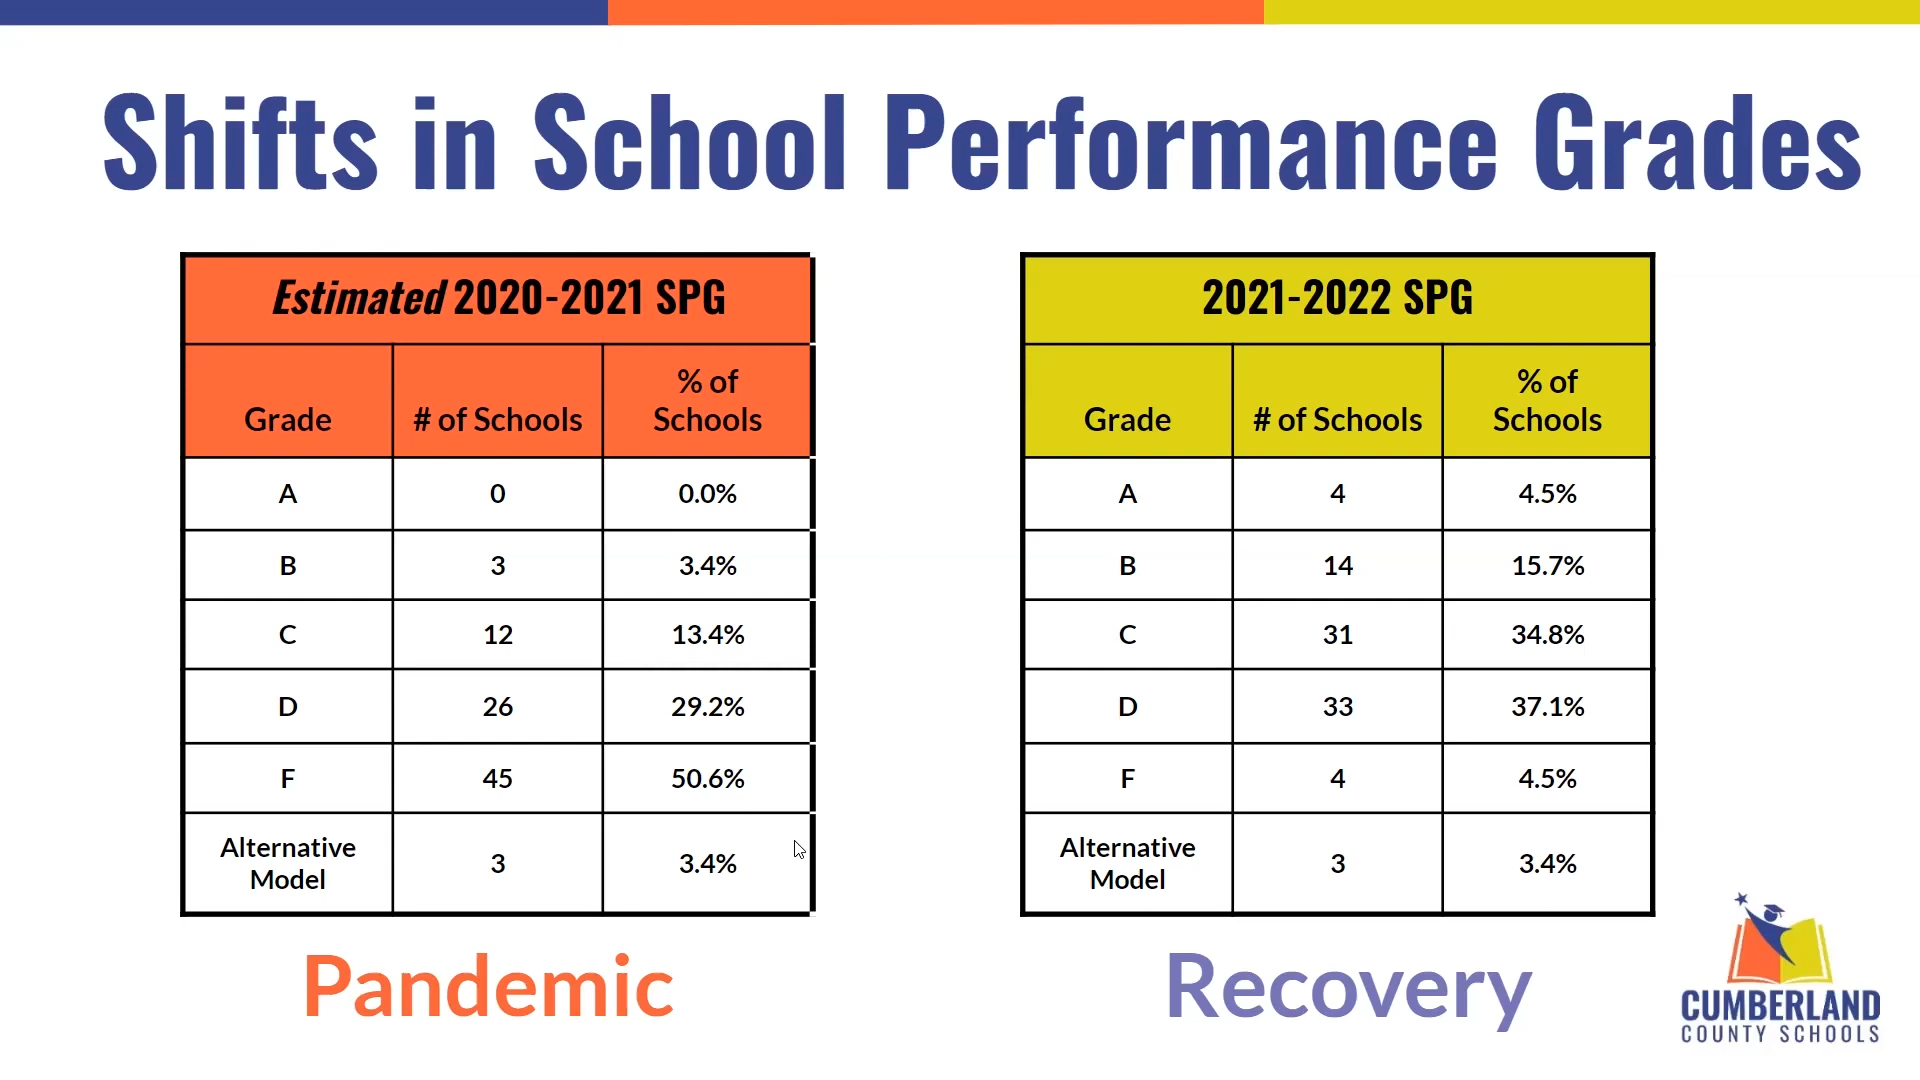 Shifts in School Performance Grades
Estimated 2020-2021 SPG
Grade # of Schools % of Schools
A 0 0.0%
B 3 3.4%
C 12 13.4%
D 26 29.2%
F 45 50.6%
Alternative Model 3 3.4%
Pandemic
2021-2022 SPG
Grade # of Schools % of Schools
A 4 4.5%
B 14 15.7%
C 31 34.8%
D 33 37.1%
F 4 4.5%
Alternative Model 3 3.4%
Recovery
CUMBERLAND
COUNTY SCHOOLS